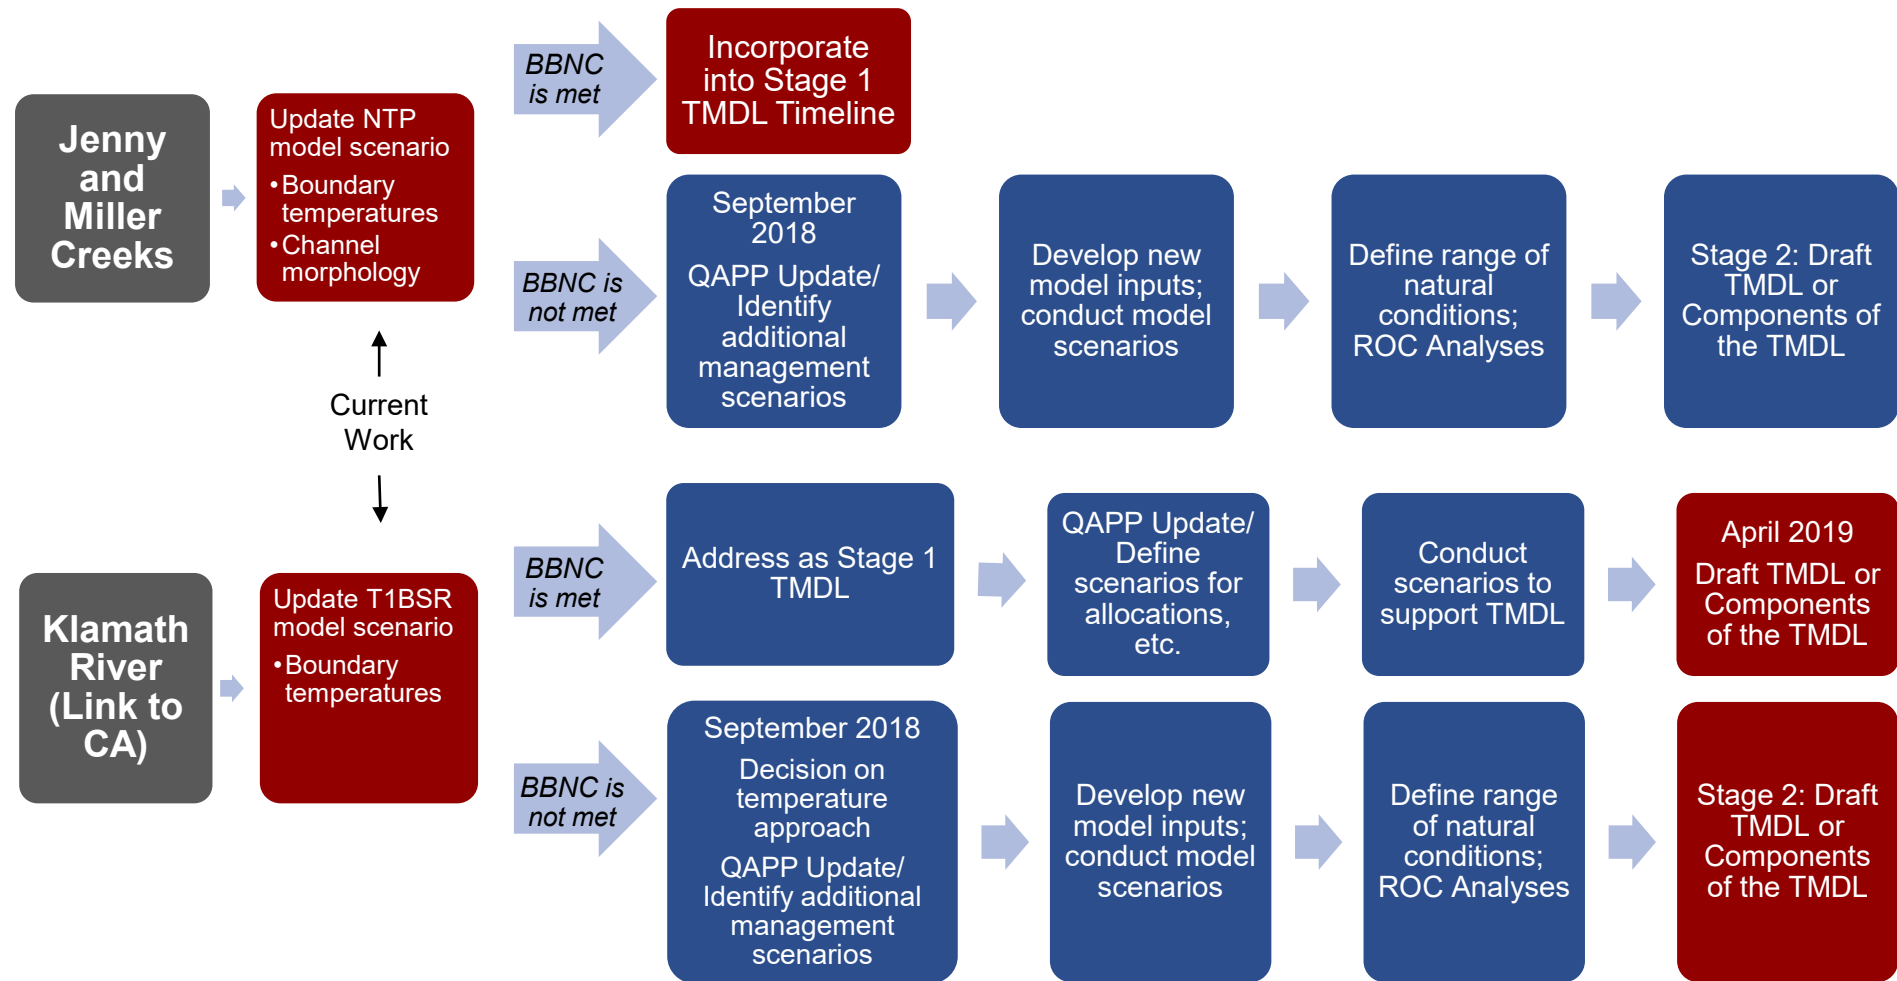 Jenny
and
Miller
Creeks
Update NTP
model scenario
•Boundary
temperatures
•Channel
morphology
BBNC
is met
Incorporate
into Stage 1
TMDL Timeline
BBNC is
not met
September
2018
QAPP Update/
Identify
additional
management
scenarios
Develop new
model inputs;
conduct model
scenarios
Define range of
natural
conditions;
ROC Analyses
Stage 2: Draft
TMDL or
Components of
the TMDL
Current
Work
Klamath
River
(Link to
CA)
Update T1BSR
model scenario
•Boundary
temperatures
BBNC
is met
Address as Stage 1
TMDL
QAPP Update/
Define
scenarios for
allocations,
etc.
Conduct
scenarios to
support TMDL
April 2019
Draft TMDL or
Components
of the TMDL
BBNC is
not met
September 2018
Decision on
temperature
approach
QAPP Update/
Identify additional
management
scenarios
Develop new
model inputs;
conduct model
scenarios
Define range
of natural
conditions;
ROC Analyses
Stage 2: Draft
TMDL or
Components
of the TMDL